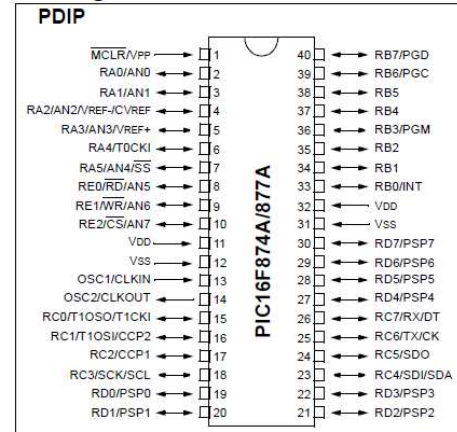 PDIP
MCLR/VPP 1 40 RB7/PGD
RA0/AN0 2 39 RB6/PGC
RA1/AN1 3 38 RB5
RA2/AN2/VREF-/CVREF 4 37 RB4
RA3/AN3/VREF+ 5 36 RB3/PGM
RA4/T0CKI 6 35 RB2
RA5/AN4/SS 7 34 RB1
RE0/RD/AN5 8 33 RB0/INT
RE1/WR/AN6 9 32 VDD
RE2/CS/AN7 10 31 VSS
VDD 11 30 RD7/PSP7
VSS 12 29 RD6/PSP6
OSC1/CLKIN 13 28 RD5/PSP5
OSC2/CLKOUT 14 27 RD4/PSP4
RC0/T1OSO/T1CKI 15 26 RC7/RX/DT
RC1/T1OSI/CCP2 16 25 RC6/TX/CK
RC2/CCP1 17 24 RC5/SDO
RC3/SCK/SCL 18 23 RC4/SDI/SDA
RD0/PSP0 19 22 RD3/PSP3
RD1/PSP1 20 21 RD2/PSP2
PIC16F874A/877A